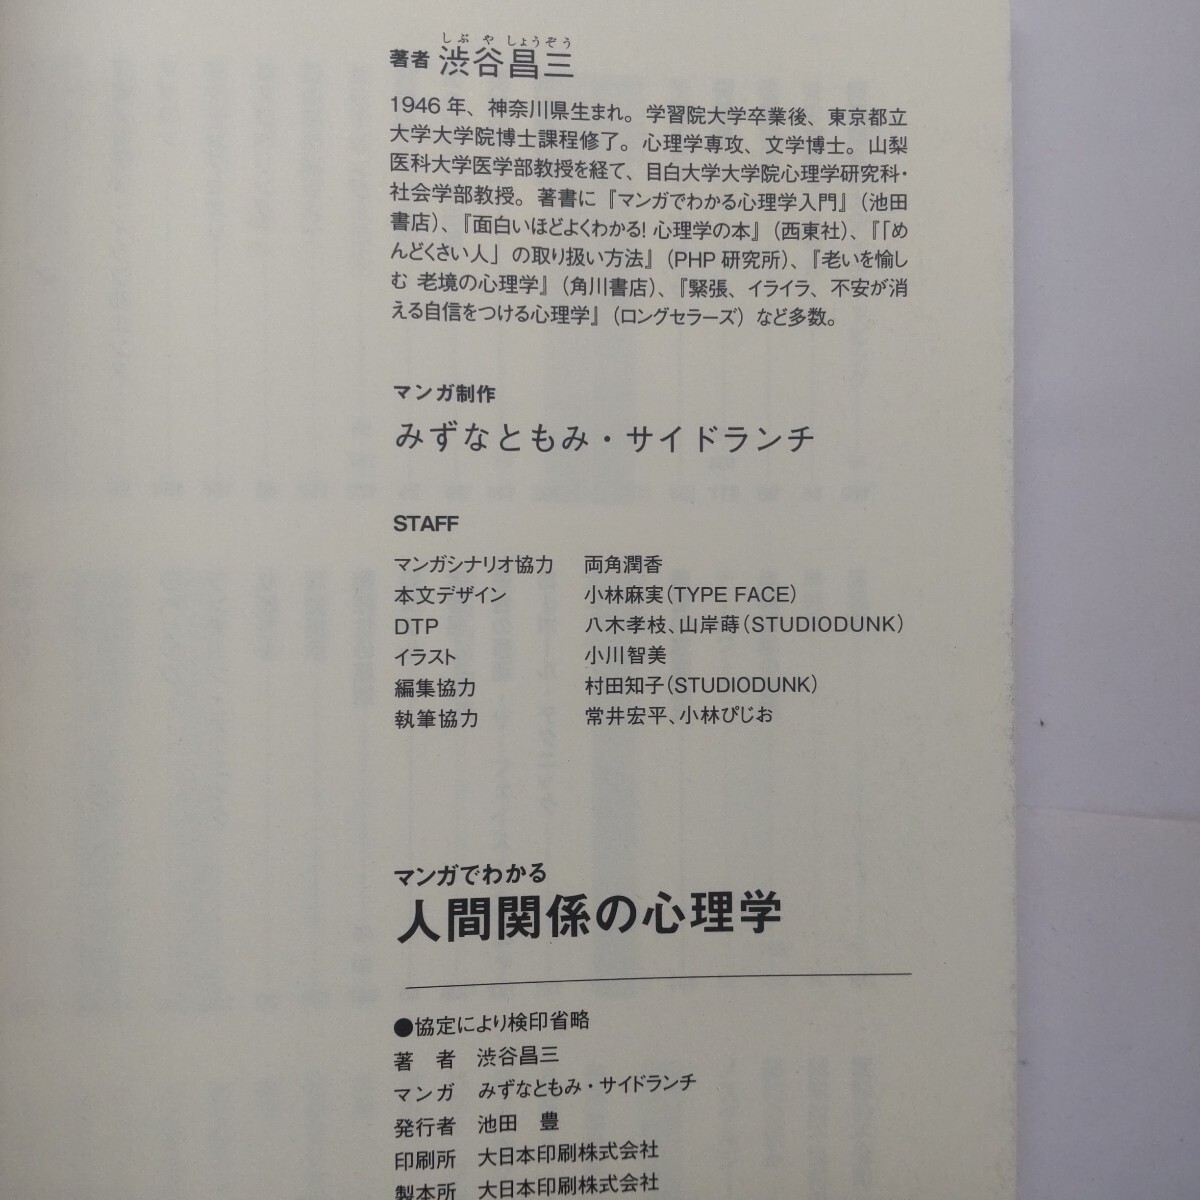 しぶ や しょうぞう
著者 渋谷昌三
1946年、神奈川県生まれ。学習院大学卒業後、東京都立
大学大学院博士課程修了。心理学専攻、文学博士。山梨
医科大学医学部教授を経て、目白大学大学院心理学研究科・
社会学部教授。著書に『マンガでわかる心理学入門』(池田
書店)、『面白いほどよくわかる! 心理学の本』(西東社)、『「め
んどくさい人」の取り扱い方法』(PHP研究所)、『老いを愉し
む 老境の心理学』(角川書店)、『緊張、イライラ、不安が消
える自信をつける心理学』(ロングセラーズ)など多数。
マンガ制作
みずなともみ・サイドランチ
STAFF
マンガシナリオ協力 両角潤香
本文デザイン 小林麻実(TYPE FACE)
DTP 八木孝枝、山岸蒔(STUDIODUNK)
イラスト 小川智美
編集協力 村田知子(STUDIODUNK)
執筆協力 常井宏平、小林ぴじお
マンガでわかる
人間関係の心理学
●協定により検印省略
著 者 渋谷昌三
マンガ みずなともみ・サイドランチ
発行者 池田 豊
印刷所 大日本印刷株式会社
製本所 大日本印刷株式会社